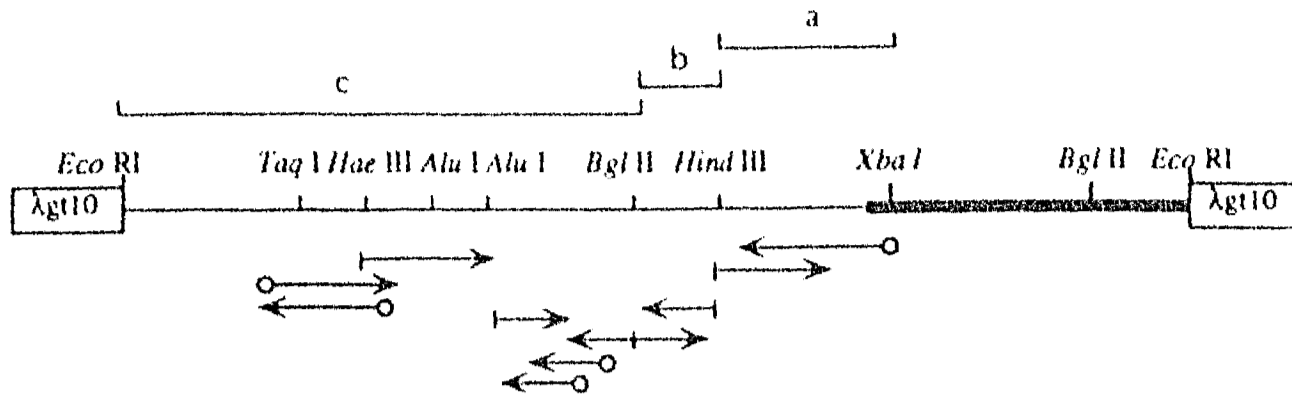 a
b
c
Eco RI Taq I Hae III Alu I Alu I Bgl II Hind III Xba I Bgl II Eco RI
λgt10 λgt10